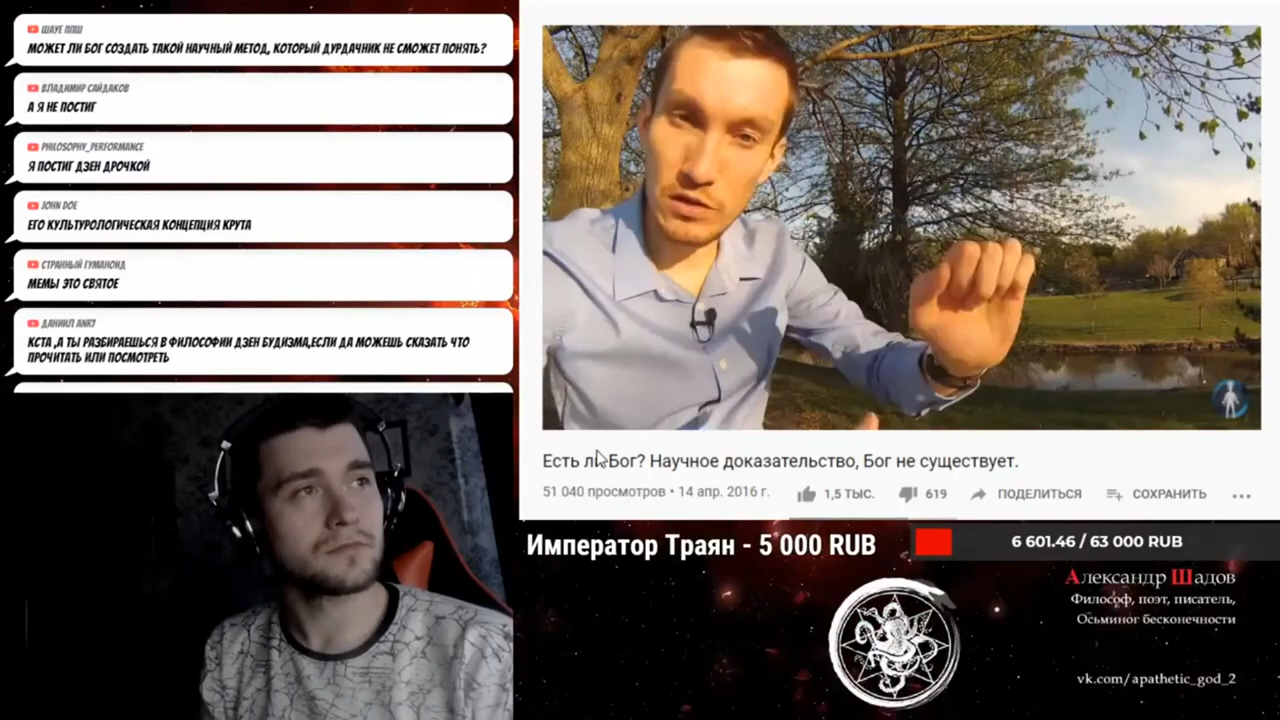 ШАУЕ ППШ
МОЖЕТ ЛИ БОГ СОЗДАТЬ ТАКОЙ НАУЧНЫЙ МЕТОД, КОТОРЫЙ ДУРДАЧНИК НЕ СМОЖЕТ ПОНЯТЬ?
ВЛАДИМИР САЙДАКОВ
А Я НЕ ПОСТИГ
PHILOSOPHY_PERFORMANCE
Я ПОСТИГ ДЗЕН ДРОЧКОЙ
JOHN DOE
ЕГО КУЛЬТУРОЛОГИЧЕСКАЯ КОНЦЕПЦИЯ КРУТА
СТРАННЫЙ ГУМАНОИД
МЕМЫ ЭТО СВЯТОЕ
ДАНИИЛ ANR7
КСТА ,А ТЫ РАЗБИРАЕШЬСЯ В ФИЛОСОФИИ ДЗЕН БУДИЗМА,ЕСЛИ ДА МОЖЕШЬ СКАЗАТЬ ЧТО
ПРОЧИТАТЬ ИЛИ ПОСМОТРЕТЬ
Есть ли Бог? Научное доказательство, Бог не существует.
51 040 просмотров • 14 апр. 2016 г.
1,5 ТЫС.
619
ПОДЕЛИТЬСЯ
СОХРАНИТЬ
Император Траян - 5 000 RUB
6 601.46 / 63 000 RUB
Александр Шадов
Философ, поэт, писатель,
Осьминог бесконечности
vk.com/apathetic_god_2